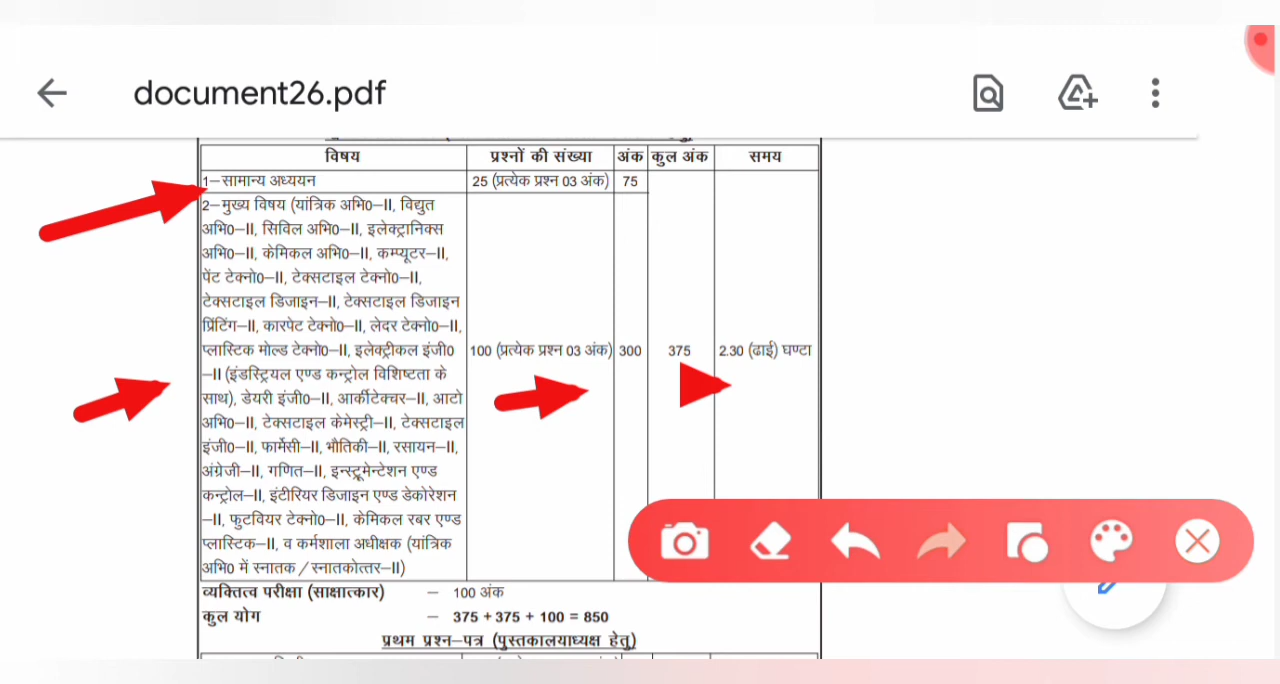 document26.pdf
विषय प्रश्नों की संख्या अंक कुल अंक समय
1–सामान्य अध्ययन 25 (प्रत्येक प्रश्न 03 अंक) 75
2–मुख्य विषय (यांत्रिक अभि0–II, विद्युत
अभि0–II, सिविल अभि0–II, इलेक्ट्रानिक्स
अभि0–II, केमिकल अभि0–II, कम्प्यूटर–II,
पेंट टेक्नो0–II, टेक्सटाइल टेक्नो0–II,
टेक्सटाइल डिजाइन–II, टेक्सटाइल डिजाइन
प्रिंटिंग–II, कारपेट टेक्नो0–II, लेदर टेक्नो0–II,
प्लास्टिक मोल्ड टेक्नो0–II, इलेक्ट्रीकल इंजी0 100 (प्रत्येक प्रश्न 03 अंक) 300 375 2.30 (ढाई) घण्टा
–II (इंडस्ट्रियल एण्ड कन्ट्रोल विशिष्टता के
साथ), डेयरी इंजी0–II, आर्कीटेक्चर–II, आटो
अभि0–II, टेक्सटाइल केमेस्ट्री–II, टेक्सटाइल
इंजी0–II, फार्मेसी–II, भौतिकी–II, रसायन–II,
अंग्रेजी–II, गणित–II, इन्स्ट्रूमेन्टेशन एण्ड
कन्ट्रोल–II, इंटीरियर डिजाइन एण्ड डेकोरेशन
–II, फुटवियर टेक्नो0–II, केमिकल रबर एण्ड
प्लास्टिक–II, व कर्मशाला अधीक्षक (यांत्रिक
अभि0 में स्नातक / स्नातकोत्तर–II)
व्यक्तित्व परीक्षा (साक्षात्कार) – 100 अंक
कुल योग – 375 + 375 + 100 = 850
प्रथम प्रश्न–पत्र (पुस्तकालयाध्यक्ष हेतु)